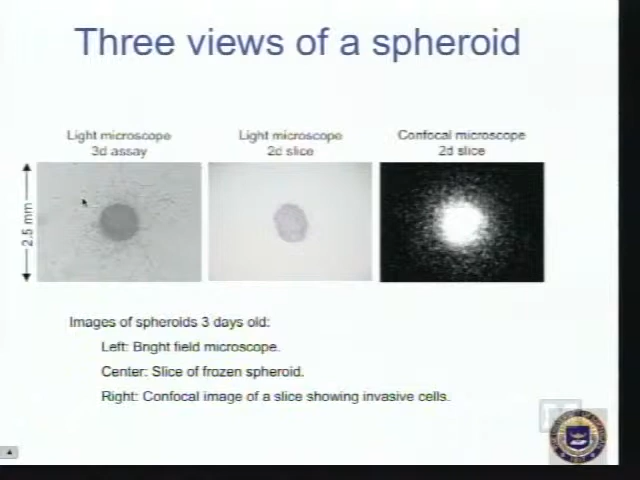 Three views of a spheroid
Light microscope
3d assay
Light microscope
2d slice
Confocal microscope
2d slice
2.5 mm
Images of spheroids 3 days old:
Left: Bright field microscope.
Center: Slice of frozen spheroid.
Right: Confocal image of a slice showing invasive cells.